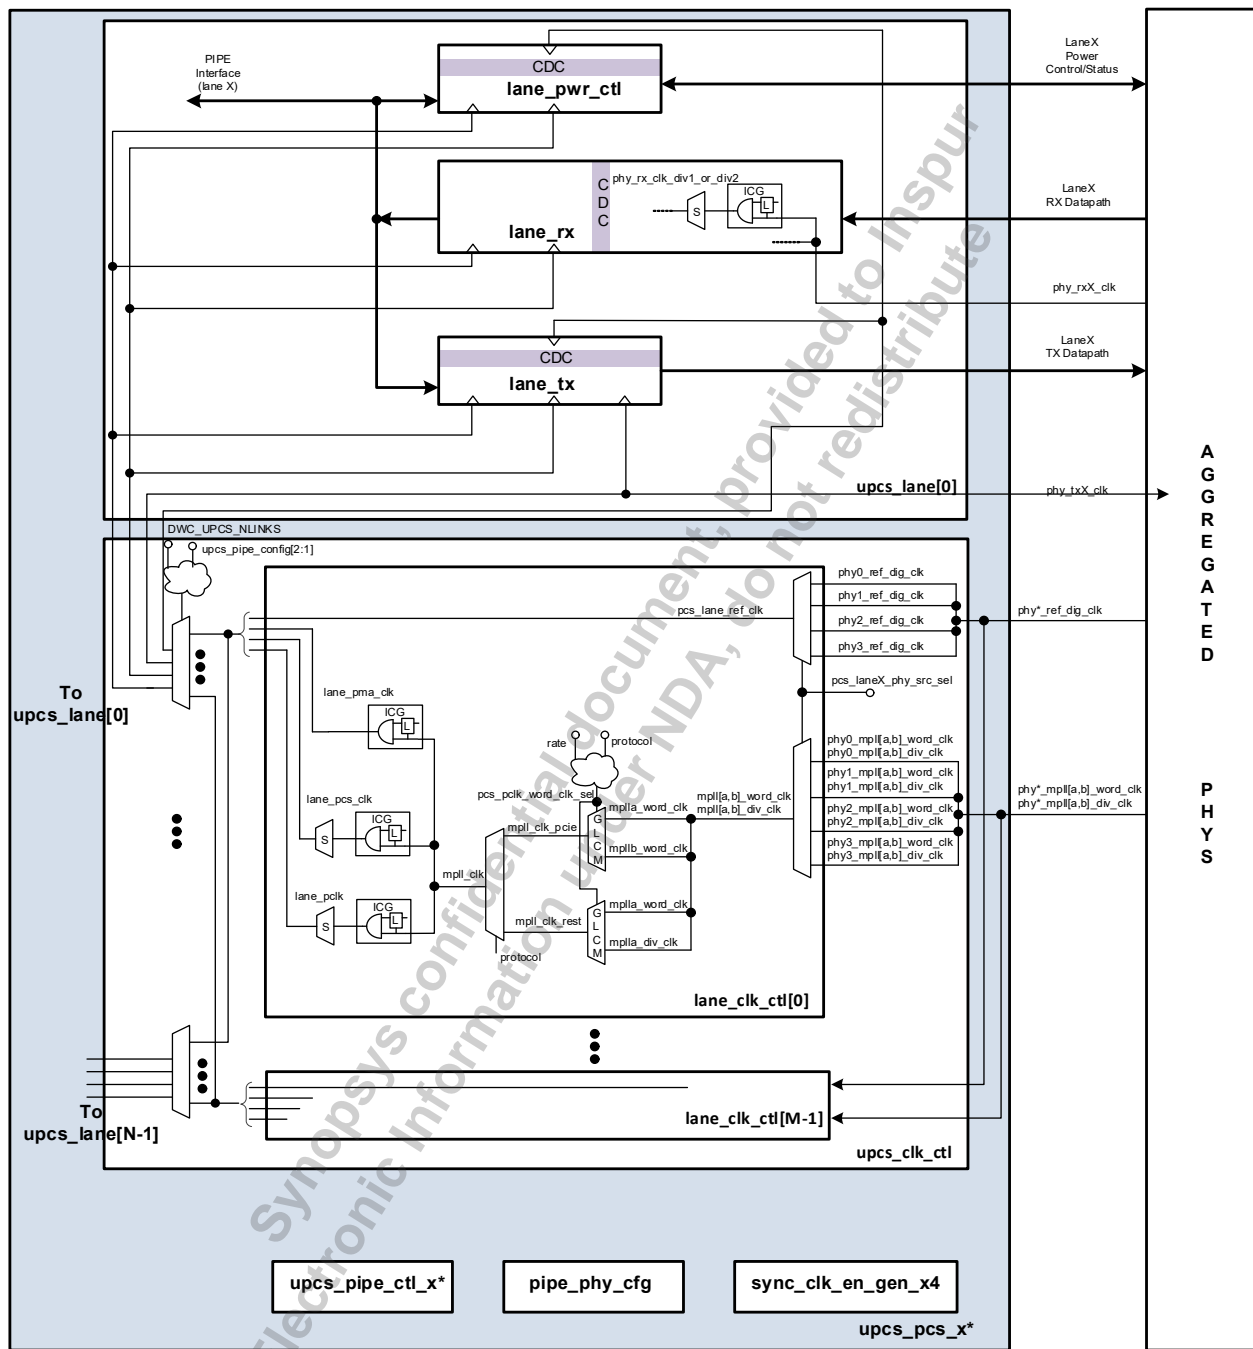 PIPE
Interface
(lane X)
CDC
lane_pwr_ctl
LaneX
Power
Control/Status
C
D
C
phy_rx_clk_div1_or_div2
ICG
L
S
lane_rx
LaneX
RX Datapath
phy_rxX_clk
CDC
lane_tx
LaneX
TX Datapath
upcs_lane[0]
phy_txX_clk
A
G
G
R
E
G
A
T
E
D
P
H
Y
S
DWC_UPCS_NLINKS
upcs_pipe_config[2:1]
pcs_lane_ref_clk
phy0_ref_dig_clk
phy1_ref_dig_clk
phy2_ref_dig_clk
phy3_ref_dig_clk
phy*_ref_dig_clk
pcs_laneX_phy_src_sel
To
upcs_lane[0]
lane_pma_clk
ICG
L
rate
protocol
pcs_pclk_word_clk_sel
lane_pcs_clk
ICG
L
S
mpll_clk_pcie
G
L
C
M
mplla_word_clk
mpllb_word_clk
mpll[a,b]_word_clk
mpll[a,b]_div_clk
phy0_mpll[a,b]_word_clk
phy0_mpll[a,b]_div_clk
phy1_mpll[a,b]_word_clk
phy1_mpll[a,b]_div_clk
phy2_mpll[a,b]_word_clk
phy2_mpll[a,b]_div_clk
phy3_mpll[a,b]_word_clk
phy3_mpll[a,b]_div_clk
phy*_mpll[a,b]_word_clk
phy*_mpll[a,b]_div_clk
mpll_clk
lane_pclk
ICG
L
S
mpll_clk_rest
protocol
G
L
C
M
mplla_word_clk
mplla_div_clk
lane_clk_ctl[0]
To
upcs_lane[N-1]
lane_clk_ctl[M-1]
upcs_clk_ctl
upcs_pipe_ctl_x*
pipe_phy_cfg
sync_clk_en_gen_x4
upcs_pcs_x*
Synopsys confidential document, provided to Inspur
Electronic Information under NDA, do not redistribute